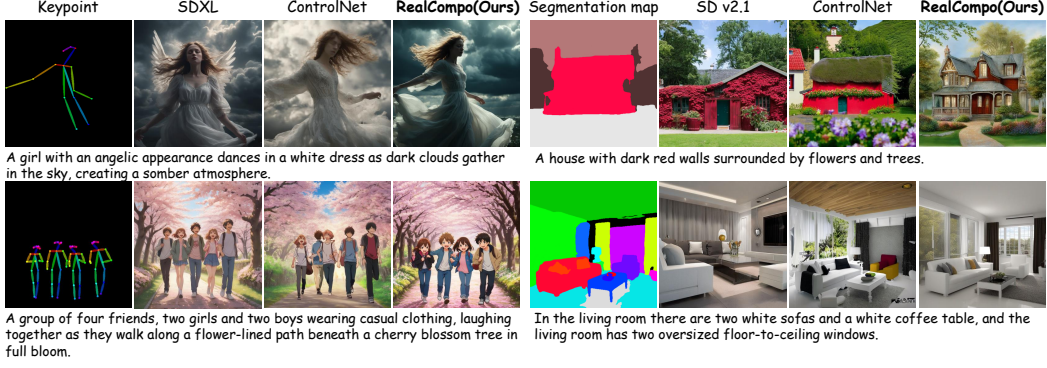 Keypoint SDXL ControlNet RealCompo(Ours) Segmentation map SD v2.1 ControlNet RealCompo(Ours)
A girl with an angelic appearance dances in a white dress as dark clouds gather
in the sky, creating a somber atmosphere.
A house with dark red walls surrounded by flowers and trees.
A group of four friends, two girls and two boys wearing casual clothing, laughing
together as they walk along a flower-lined path beneath a cherry blossom tree in
full bloom.
In the living room there are two white sofas and a white coffee table, and the
living room has two oversized floor-to-ceiling windows.